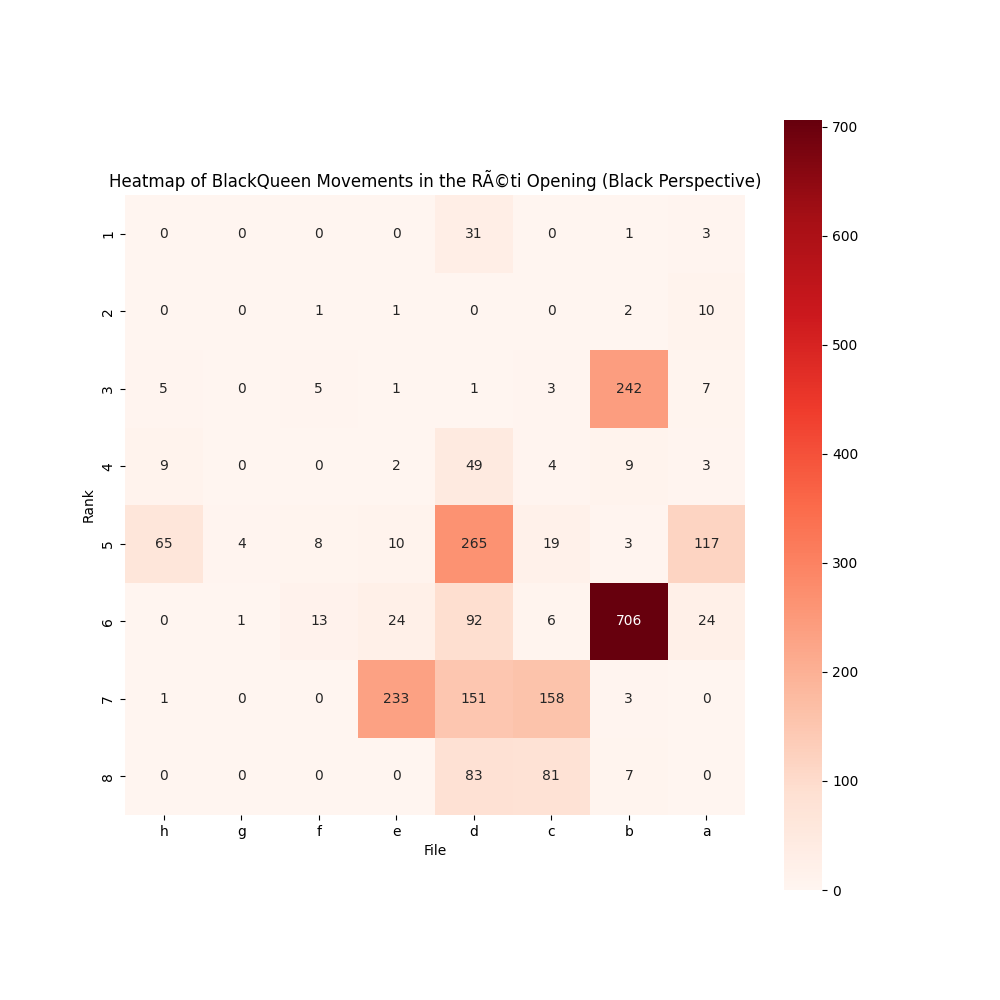 Heatmap of BlackQueen Movements in the RÃ©ti Opening (Black Perspective)
1 0 0 0 0 31 0 1 3
2 0 0 1 1 0 0 2 10
3 5 0 5 1 1 3 242 7
4 9 0 0 2 49 4 9 3
Rank
5 65 4 8 10 265 19 3 117
6 0 1 13 24 92 6 706 24
7 1 0 0 233 151 158 3 0
8 0 0 0 0 83 81 7 0
h g f e d c b a
File
700
600
500
400
300
200
100
0